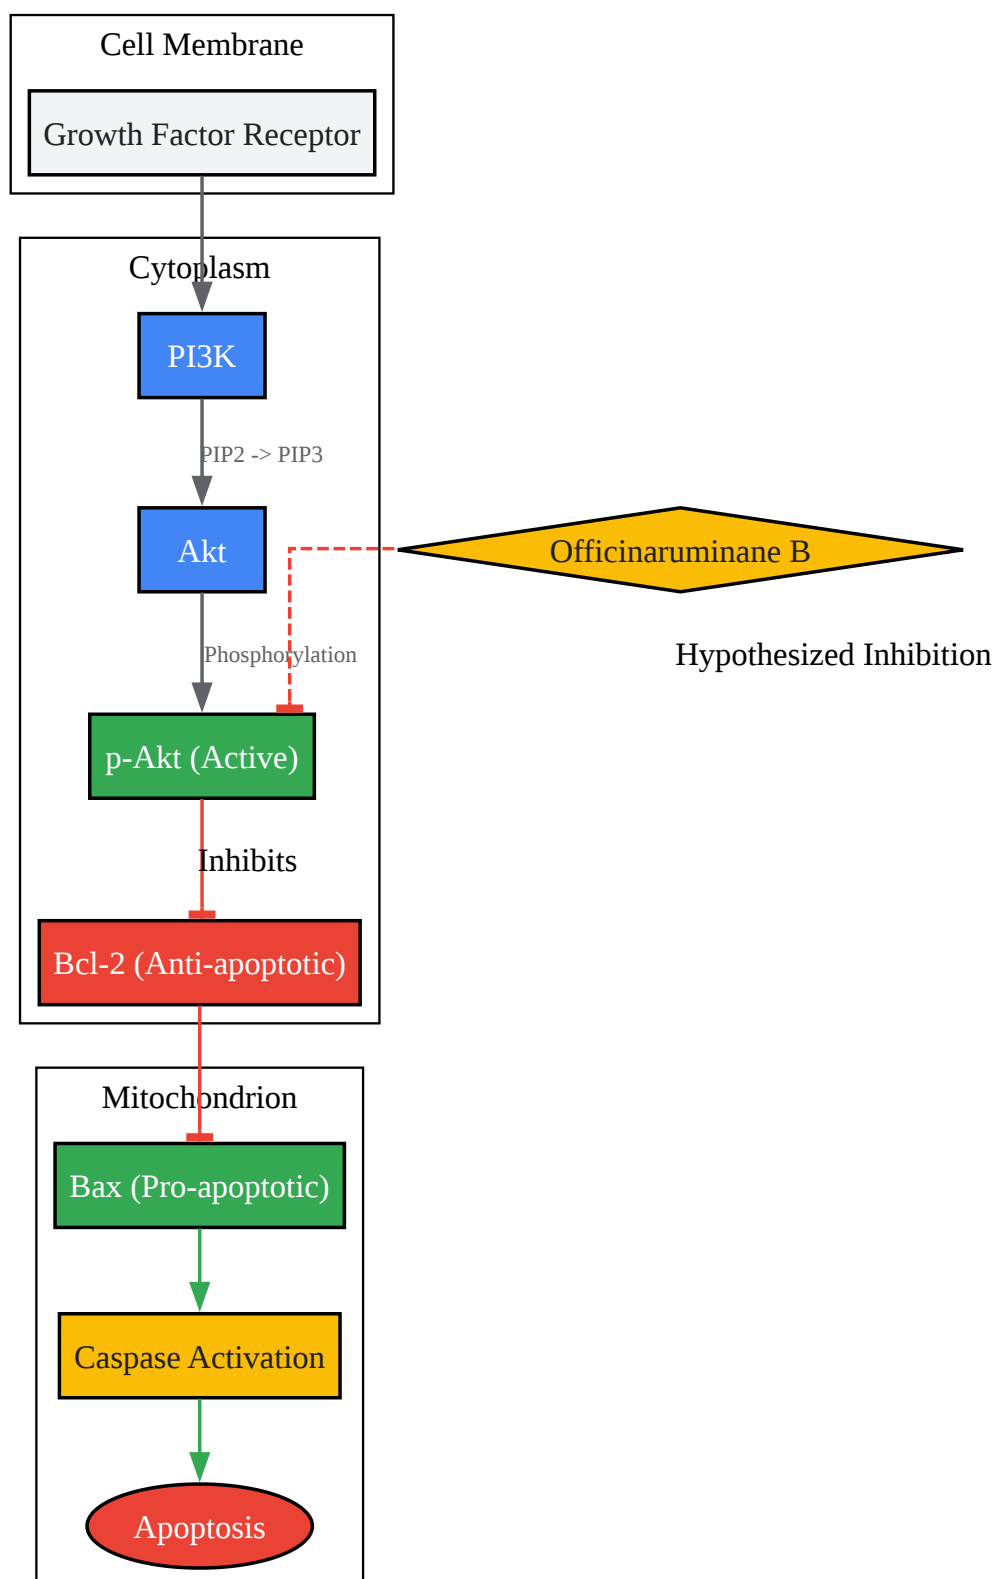 Cell Membrane
Growth Factor Receptor
Cytoplasm
PI3K
PIP2 -> PIP3
Akt
Officinaruminane B
Phosphorylation
Hypothesized Inhibition
p-Akt (Active)
Inhibits
Bcl-2 (Anti-apoptotic)
Mitochondrion
Bax (Pro-apoptotic)
Caspase Activation
Apoptosis